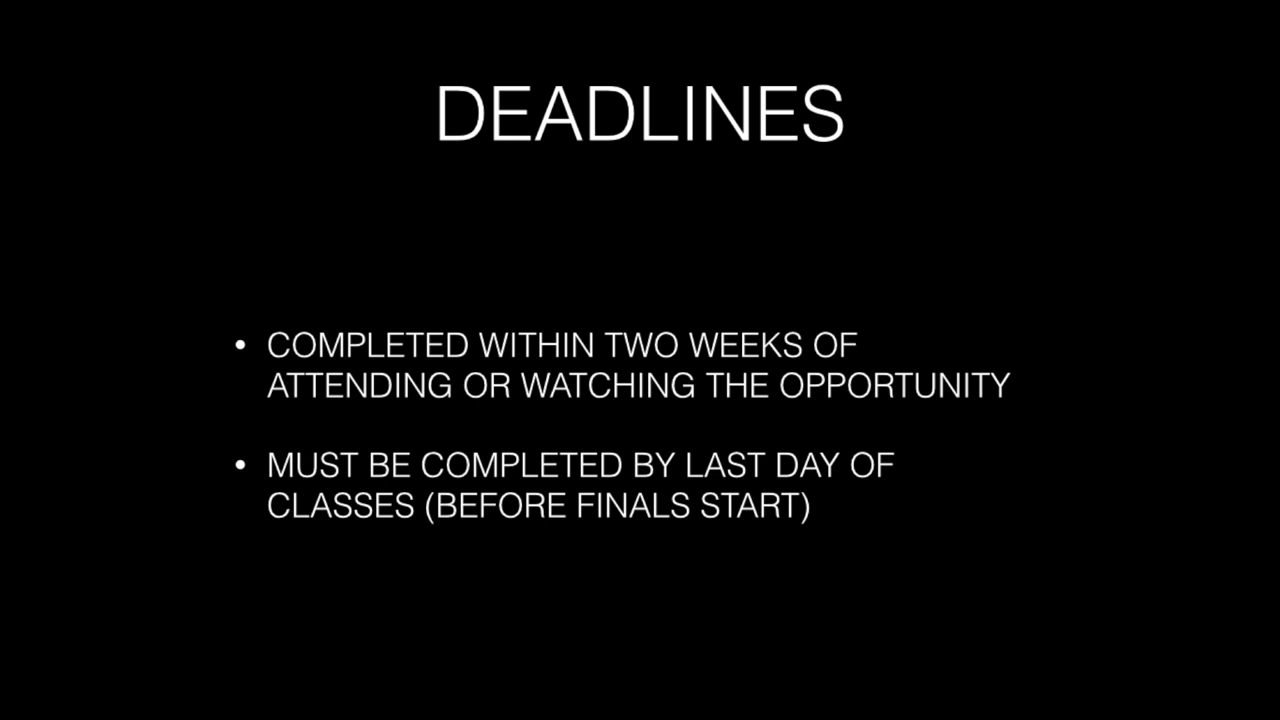 DEADLINES
• COMPLETED WITHIN TWO WEEKS OF
ATTENDING OR WATCHING THE OPPORTUNITY
• MUST BE COMPLETED BY LAST DAY OF
CLASSES (BEFORE FINALS START)